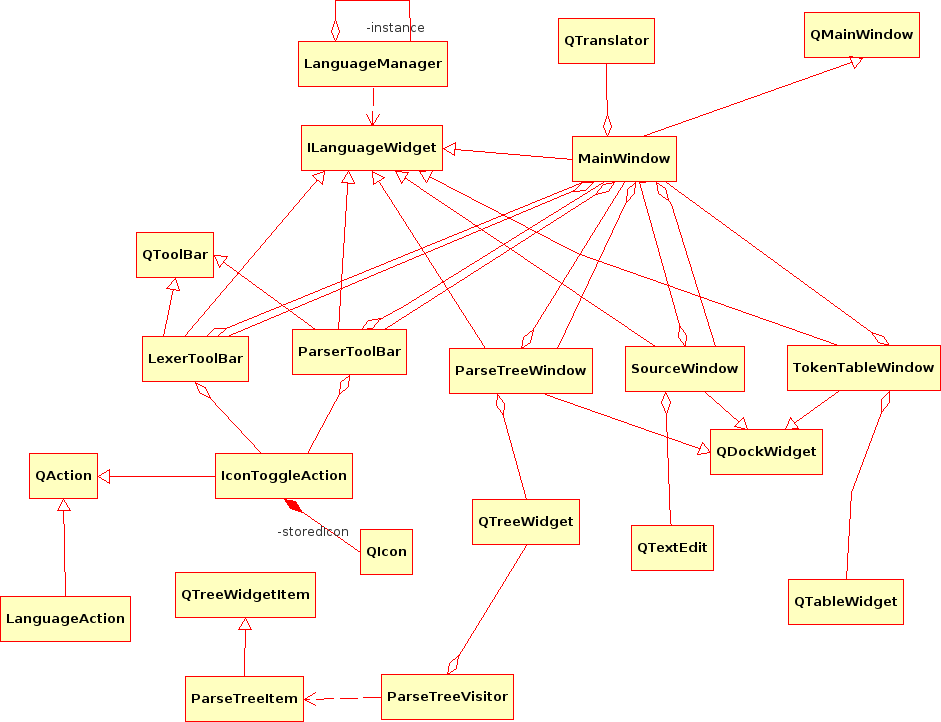 -instance
QTranslator
QMainWindow
LanguageManager
ILanguageWidget
MainWindow
QToolBar
LexerToolBar
ParserToolBar
ParseTreeWindow
SourceWindow
TokenTableWindow
QDockWidget
QAction
IconToggleAction
-storedIcon
QIcon
QTreeWidget
QTextEdit
QTreeWidgetItem
QTableWidget
LanguageAction
ParseTreeItem
ParseTreeVisitor